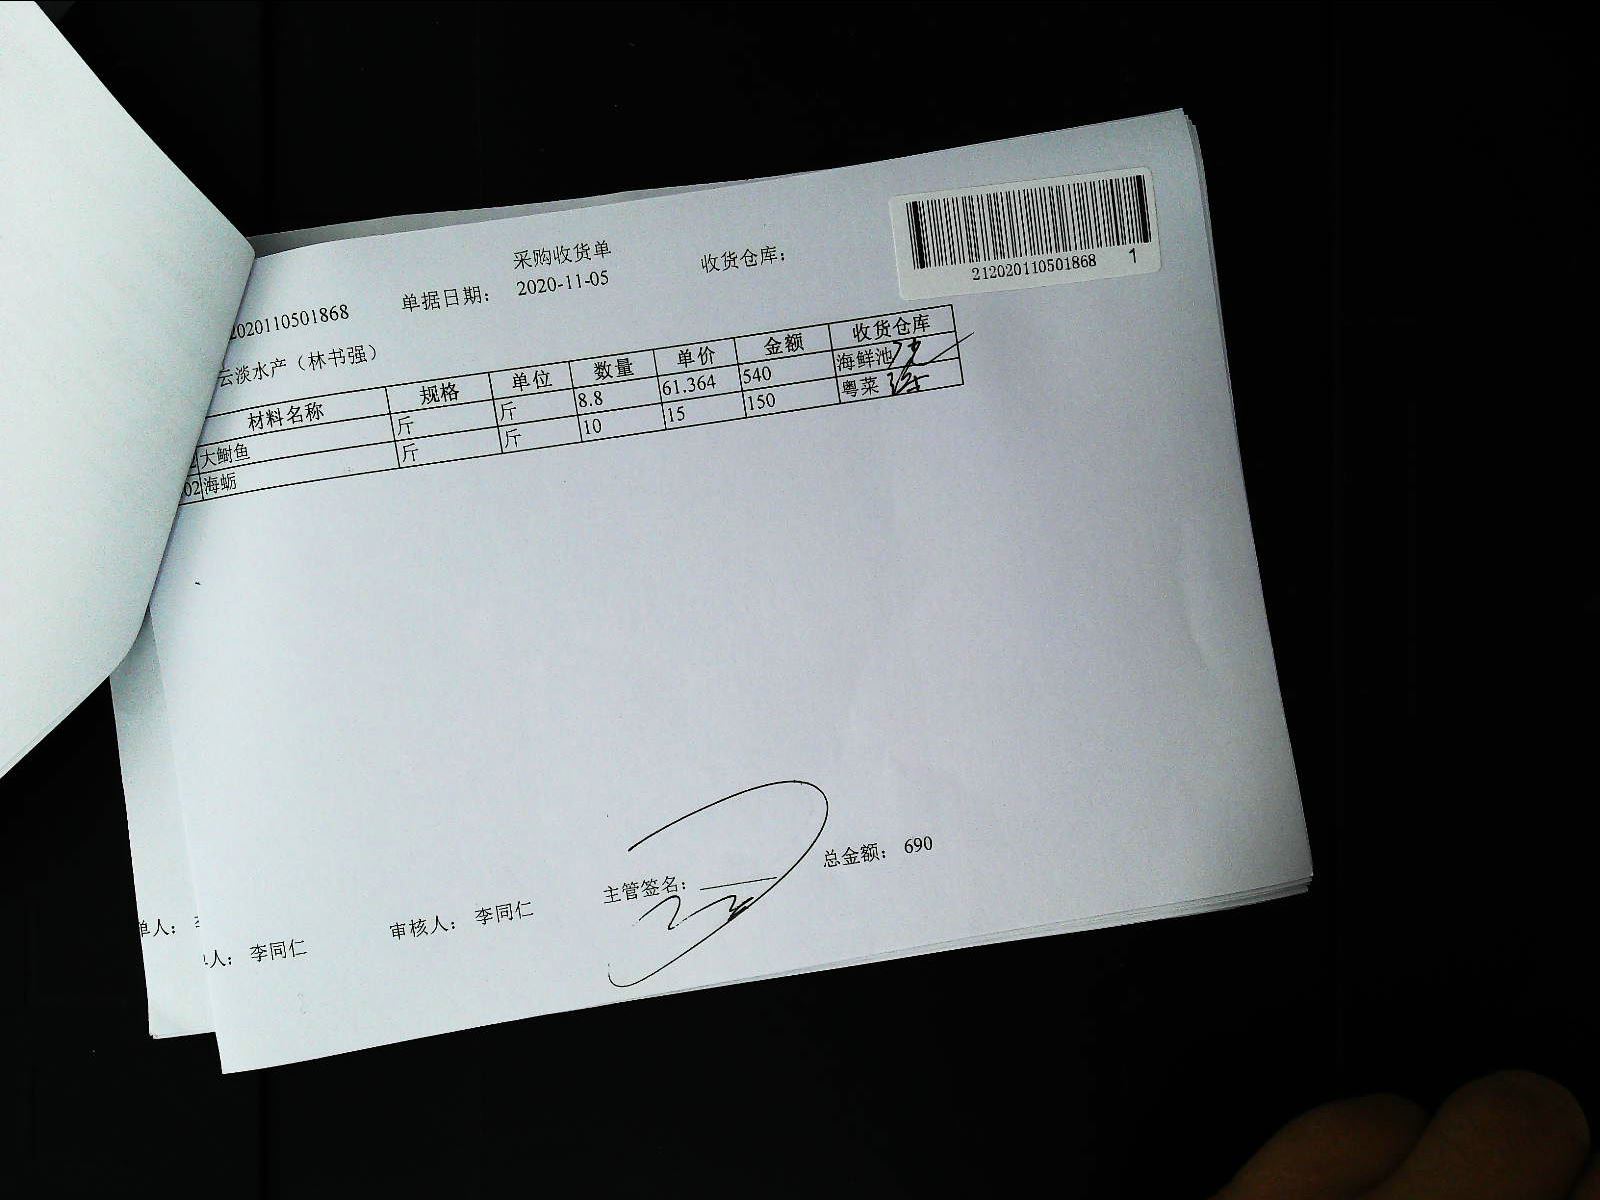 采购收货单
2020110501868 单据日期： 2020-11-05 收货仓库：
212020110501868 1
云淡水产（林书强）
材料名称 规格 单位 数量 单价 金额 收货仓库
大鲥鱼 斤 斤 8.8 61.364 540 海鲜池
02 海蛎 斤 斤 10 15 150 粤菜
主管签名： 总金额： 690
单人：
人： 李同仁 审核人： 李同仁